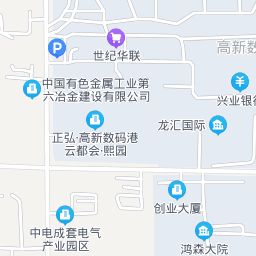 P
世纪华联
高新数
中国有色金属工业第
六冶金建设有限公司
兴业银行
正弘·高新数码港
云都会·熙园
龙汇国际
创业大厦
中电成套电气
产业园区
鸿森大院